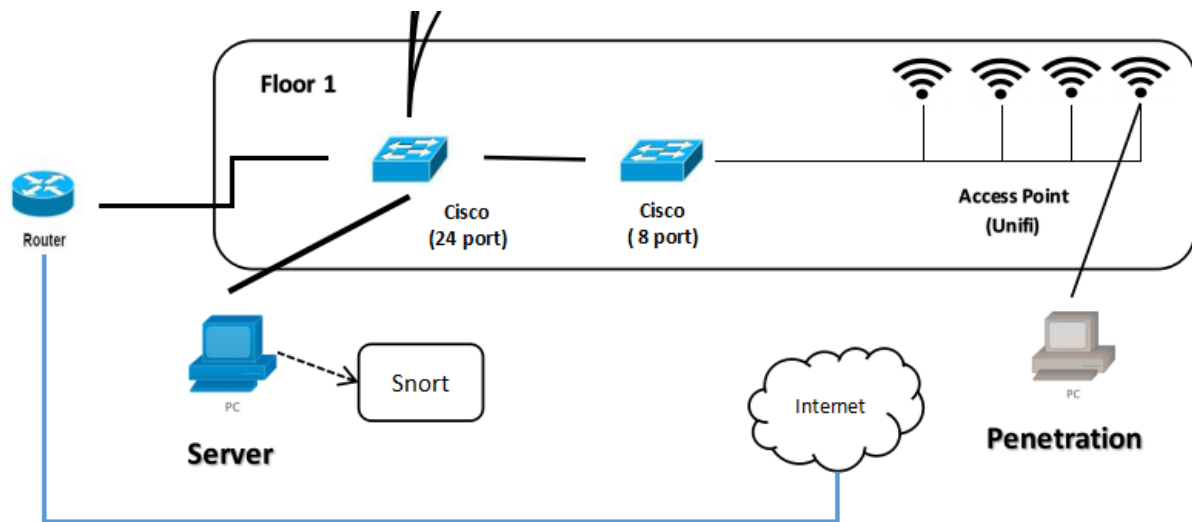 Floor 1
Router
Cisco
(24 port)
Cisco
( 8 port)
Access Point
(Unifi)
PC
Server
Snort
Internet
PC
Penetration